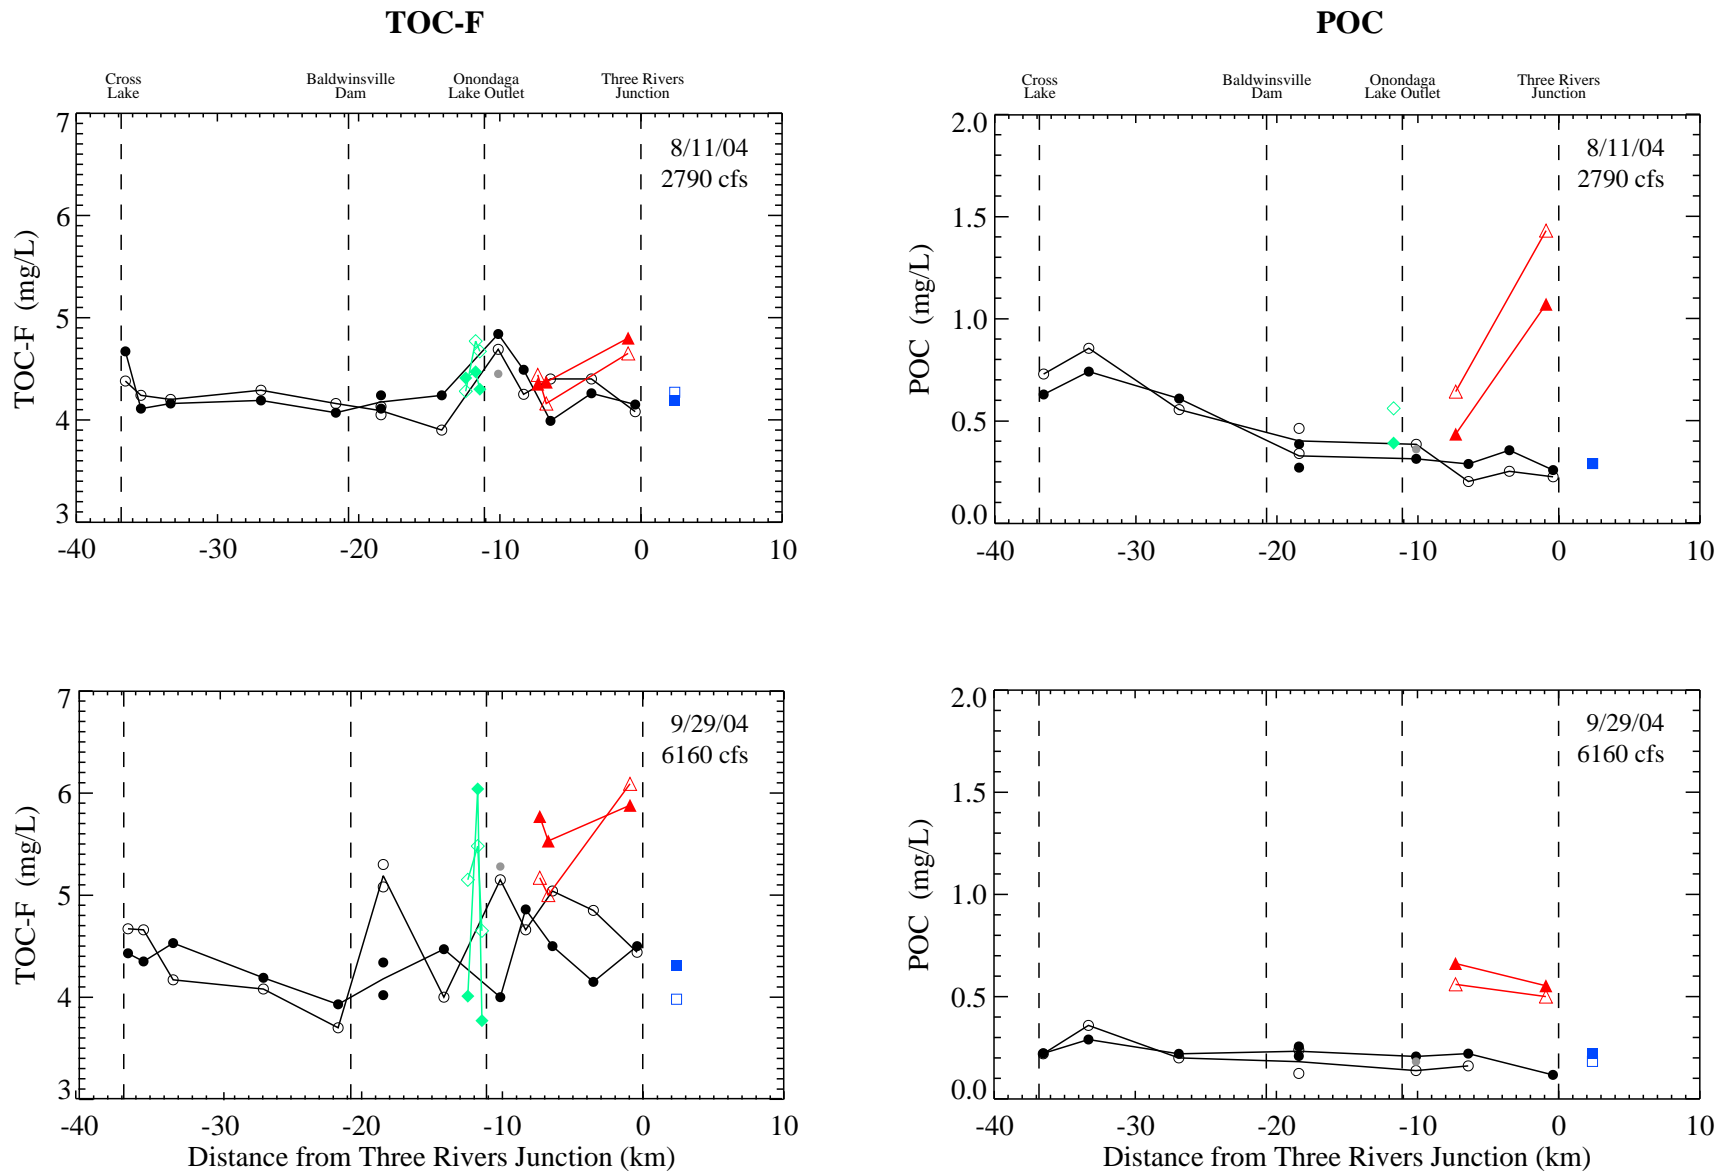 TOC-F
POC
Cross Lake
Baldwinsville Dam
Onondaga Lake Outlet
Three Rivers Junction
7
6
5
4
3
TOC-F (mg/L)
8/11/04
2790 cfs
-40 -30 -20 -10 0 10
Cross Lake
Baldwinsville Dam
Onondaga Lake Outlet
Three Rivers Junction
2.0
1.5
1.0
0.5
0.0
POC (mg/L)
8/11/04
2790 cfs
-40 -30 -20 -10 0 10
7
6
5
4
3
TOC-F (mg/L)
9/29/04
6160 cfs
-40 -30 -20 -10 0 10
Distance from Three Rivers Junction (km)
2.0
1.5
1.0
0.5
0.0
POC (mg/L)
9/29/04
6160 cfs
-40 -30 -20 -10 0 10
Distance from Three Rivers Junction (km)